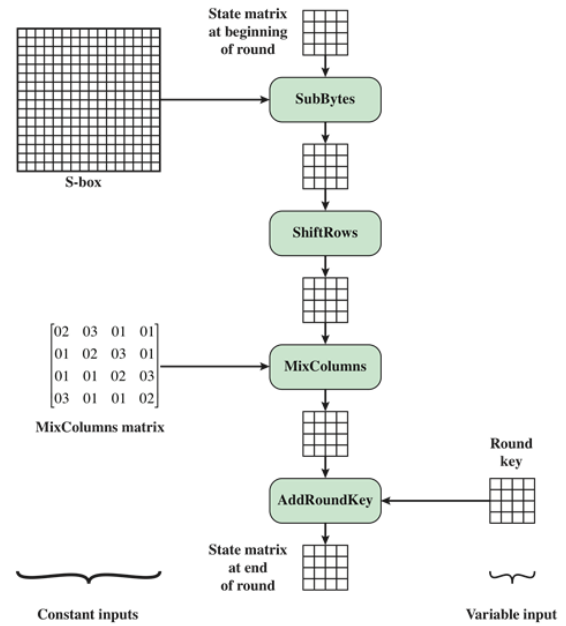 State matrix
at beginning
of round
SubBytes
S-box
ShiftRows
02 03 01 01
01 02 03 01
01 01 02 03
03 01 01 02
MixColumns
MixColumns matrix
Round
key
AddRoundKey
State matrix
at end
of round
Constant inputs
Variable input